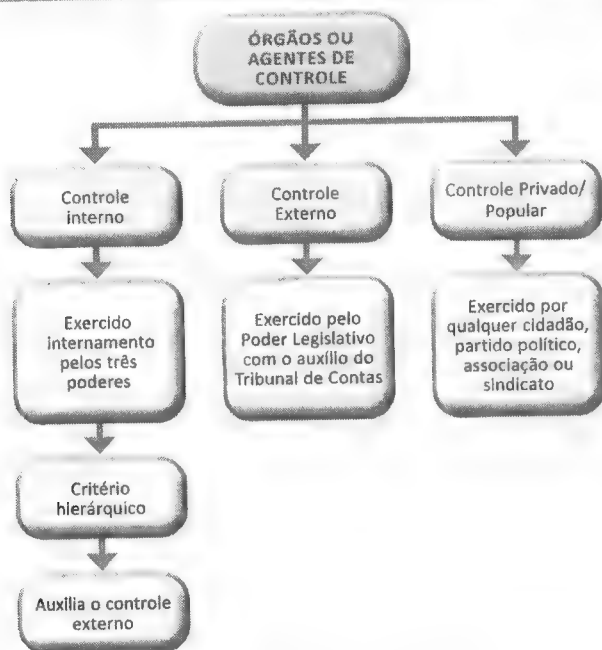 ÓRGÃOS OU
AGENTES DE
CONTROLE
Controle
interno
Controle
Externo
Controle Privado/
Popular
Exercido
internamento
pelos três
poderes
Exercido pelo
Poder Legislativo
com o auxílio do
Tribunal de Contas
Exercido por
qualquer cidadão,
partido político,
associação ou
sindicato
Critério
hierárquico
Auxilia o controle
externo